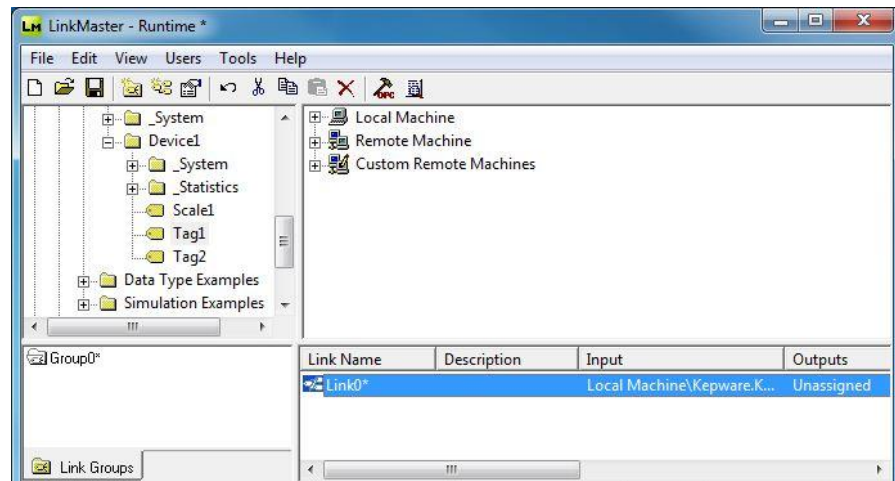 LM LinkMaster - Runtime *
File Edit View Users Tools Help
OPC
_System
Device1
_System
_Statistics
Scale1
Tag1
Tag2
Data Type Examples
Simulation Examples
Local Machine
Remote Machine
Custom Remote Machines
Group0*
Link Groups
Link Name Description Input Outputs
Link0* Local Machine\Kepware.K... Unassigned